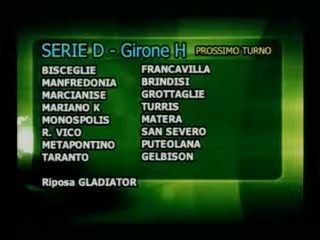 SERIE D - Girone H PROSSIMO TURNO
BISCEGLIE FRANCAVILLA
MANFREDONIA BRINDISI
MARCIANISE GROTTAGLIE
MARIANO K TURRIS
MONOSPOLIS MATERA
R. VICO SAN SEVERO
METAPONTINO PUTEOLANA
TARANTO GELBISON
Riposa GLADIATOR